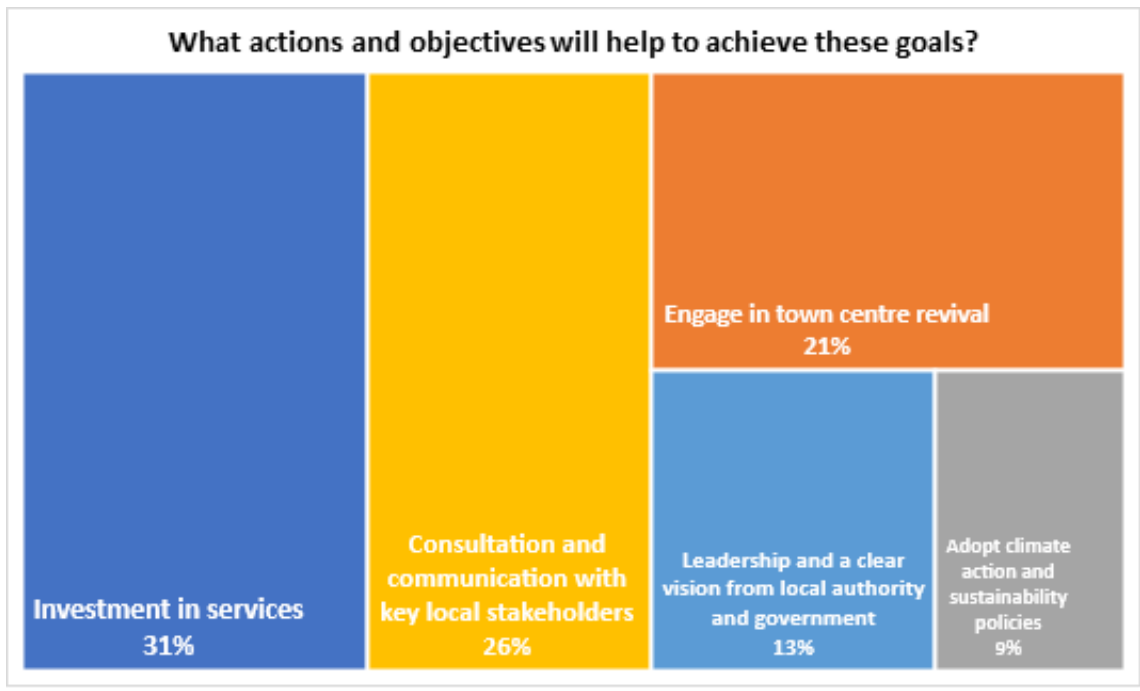 What actions and objectives will help to achieve these goals?
Investment in services
31%
Consultation and
communication with
key local stakeholders
26%
Engage in town centre revival
21%
Leadership and a clear
vision from local authority
and government
13%
Adopt climate
action and
sustainability
policies
9%